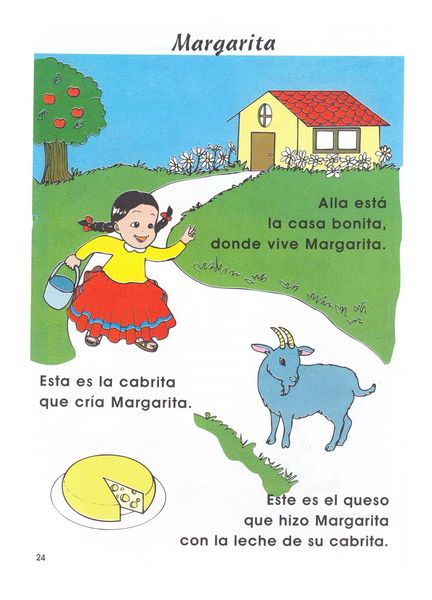 Margarita
Alla está
la casa bonita,
donde vive Margarita.
Esta es la cabrita
que cría Margarita.
Este es el queso
que hizo Margarita
con la leche de su cabrita.
24